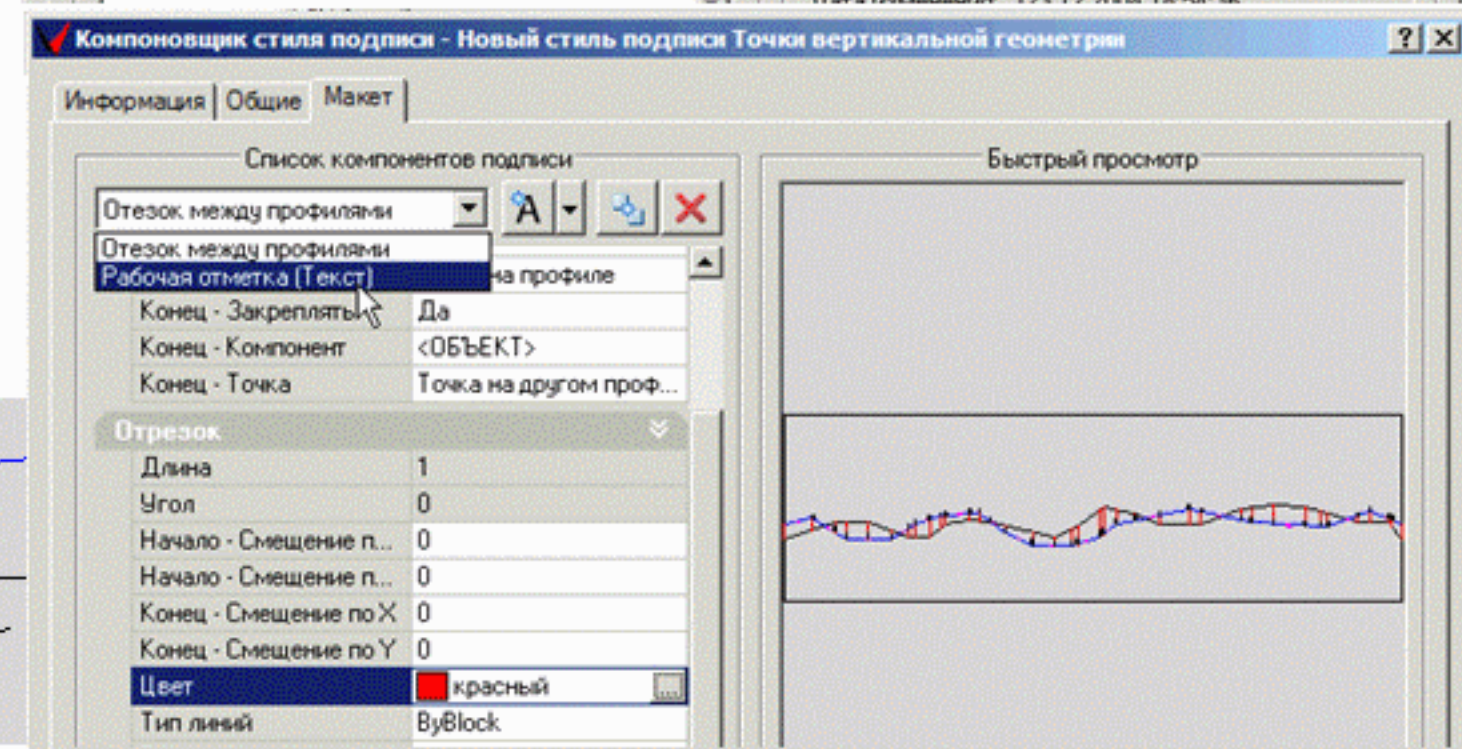 Компоновщик стиля подписи - Новый стиль подписи Точки вертикальной геометрии
Информация Общие Макет
Список компонентов подписи
Быстрый просмотр
Отезок между профилями
Отезок между профилями
Рабочая отметка (Текст)
на профиле
Конец - Закреплять Да
Конец - Компонент <ОБЪЕКТ>
Конец - Точка Точка на другом проф...
Отрезок
Длина 1
Угол 0
Начало - Смещение п... 0
Начало - Смещение п... 0
Конец - Смещение по X 0
Конец - Смещение по Y 0
Цвет красный ...
Тип линий ByBlock